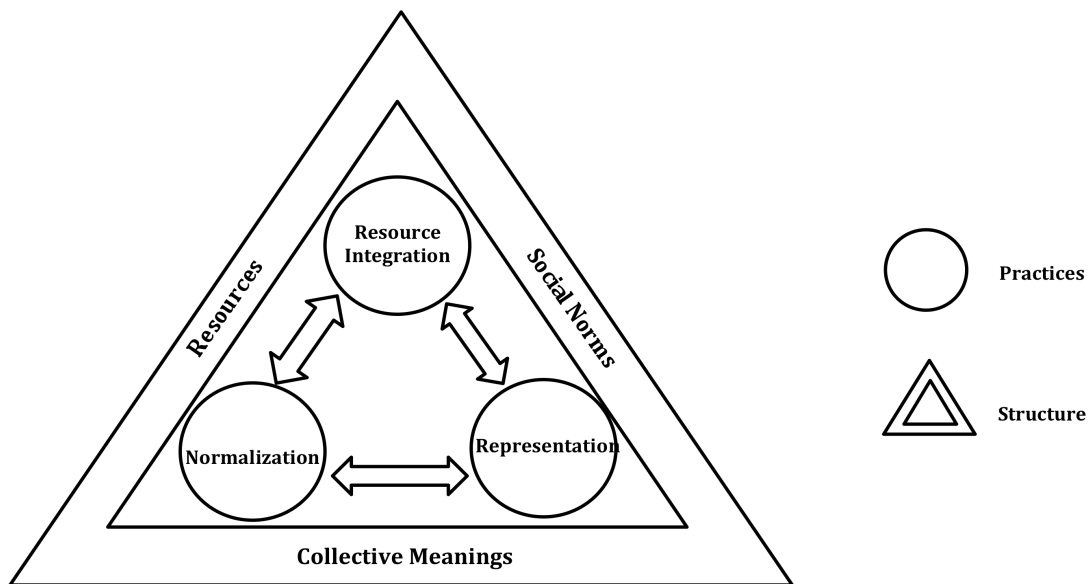 Resource
Integration
Resources
Social Norms
Normalization
Representation
Collective Meanings
Practices
Structure